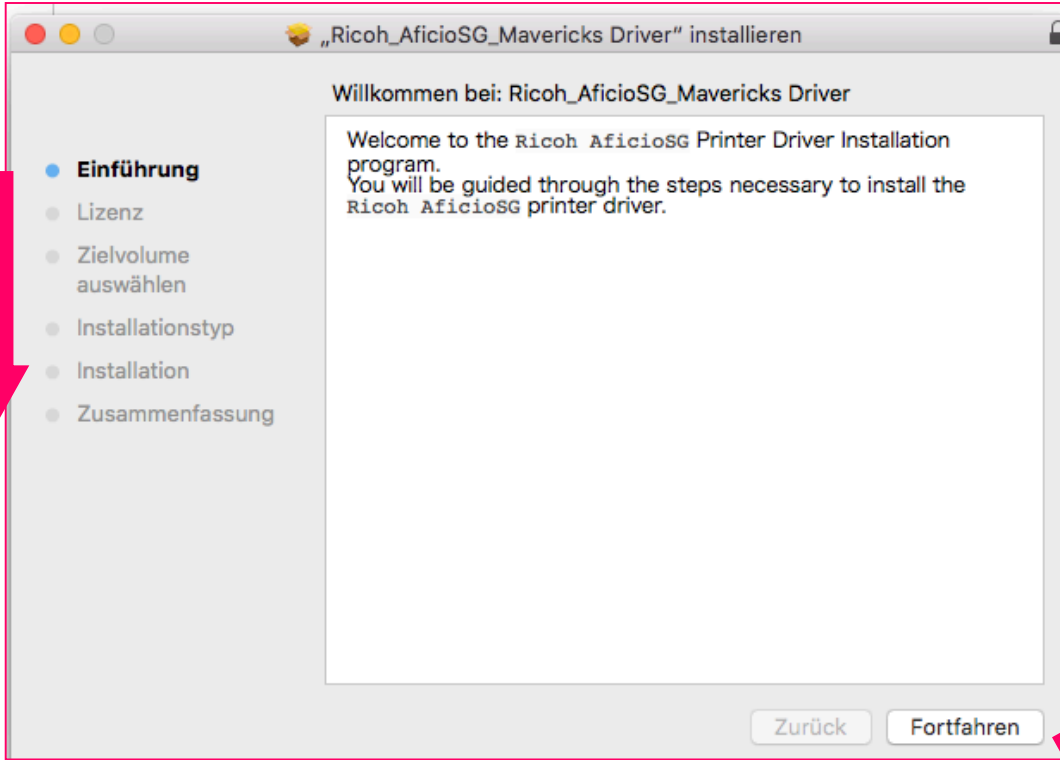 „Ricoh_AficioSG_Mavericks Driver“ installieren
Willkommen bei: Ricoh_AficioSG_Mavericks Driver
Einführung
Lizenz
Zielvolume
auswählen
Installationstyp
Installation
Zusammenfassung
Welcome to the Ricoh AficioSG Printer Driver Installation
program.
You will be guided through the steps necessary to install the
Ricoh AficioSG printer driver.
Zurück
Fortfahren